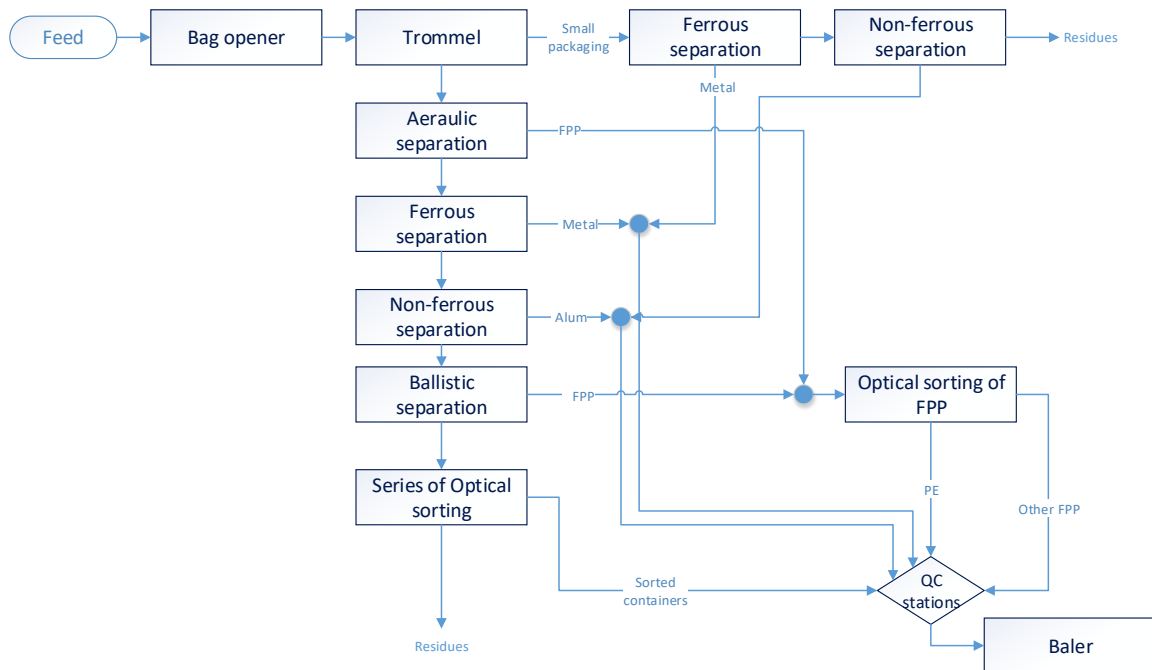 Feed
Bag opener
Trommel
Small
packaging
Ferrous
separation
Non-ferrous
separation
Residues
Metal
Aeraulic
separation
FPP
Ferrous
separation
Metal
Non-ferrous
separation
Alum
Ballistic
separation
FPP
Optical sorting of
FPP
Series of Optical
sorting
PE
Other FPP
Sorted
containers
QC
stations
Residues
Baler